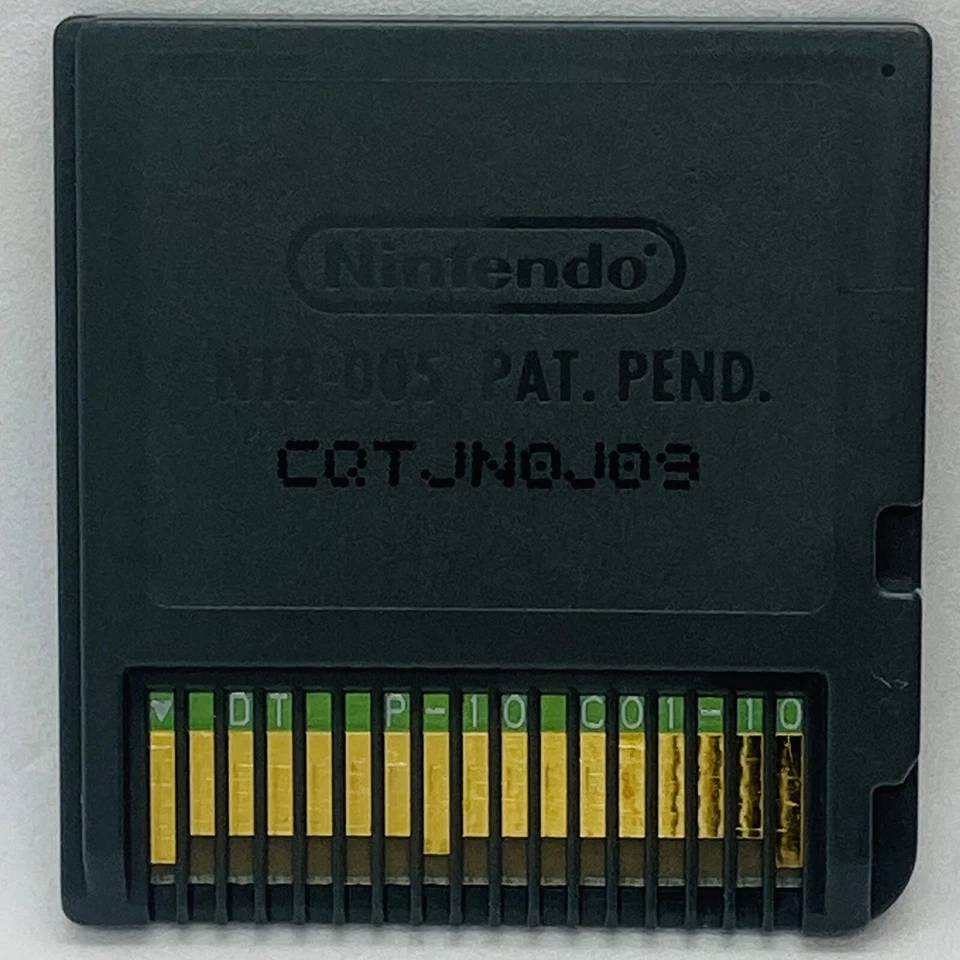 Nintendo
NTR-005 PAT. PEND.
CQTJN0J03
▼ DT P-10 C01-10